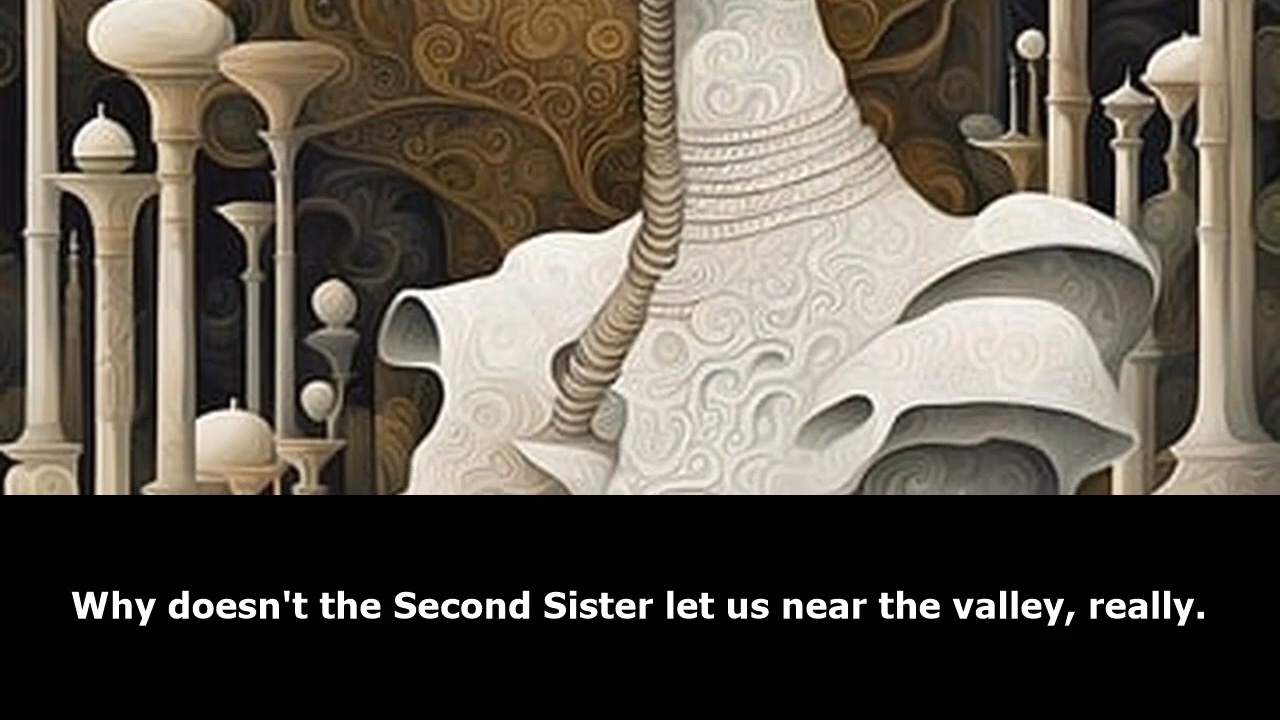 Why doesn't the Second Sister let us near the valley, really.